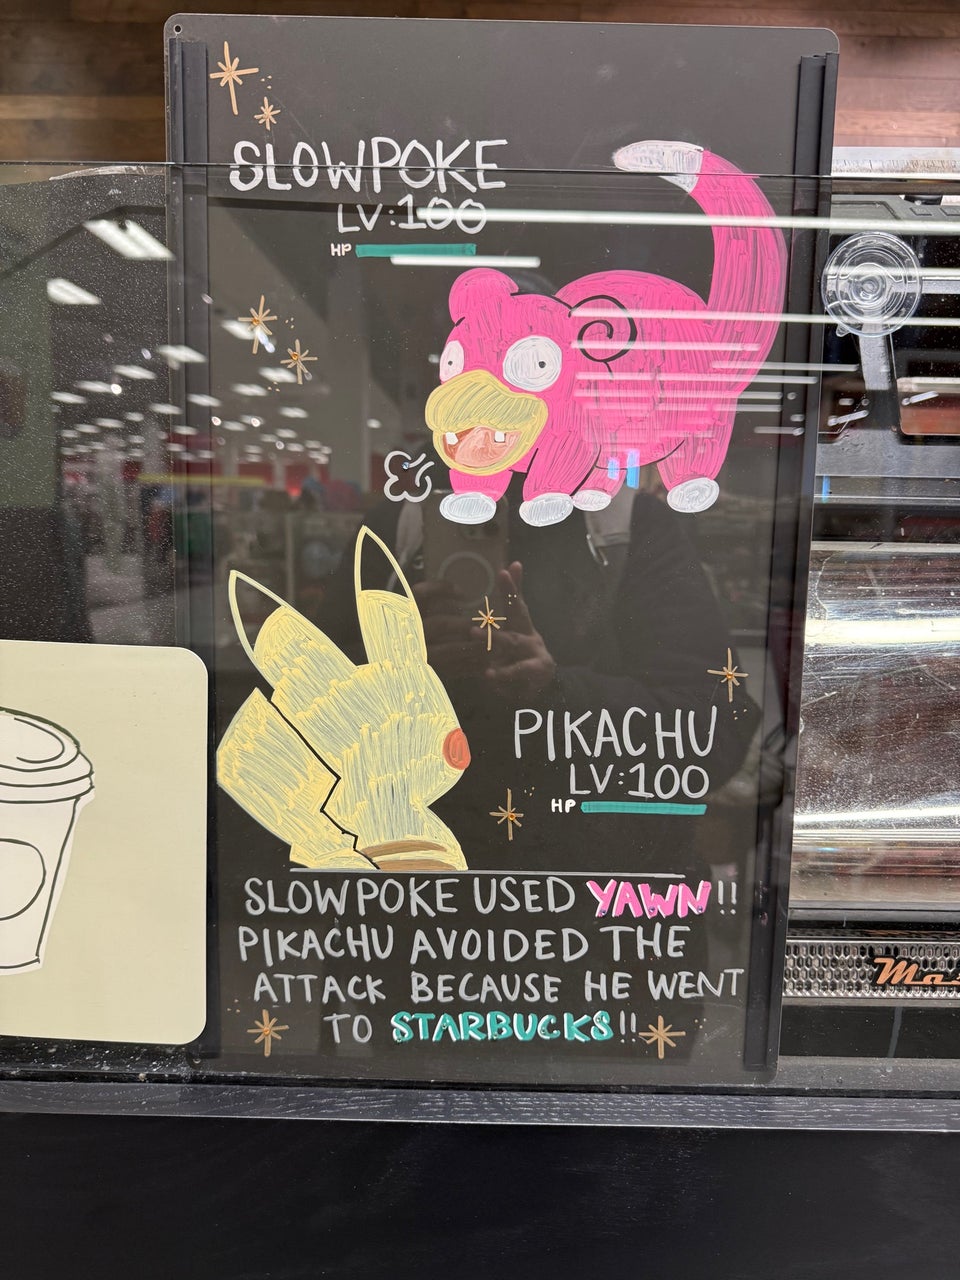 SLOWPOKE
LV:100
HP
PIKACHU
LV:100
HP
SLOWPOKE USED YAWN!!
PIKACHU AVOIDED THE
ATTACK BECAUSE HE WENT
TO STARBUCKS!!